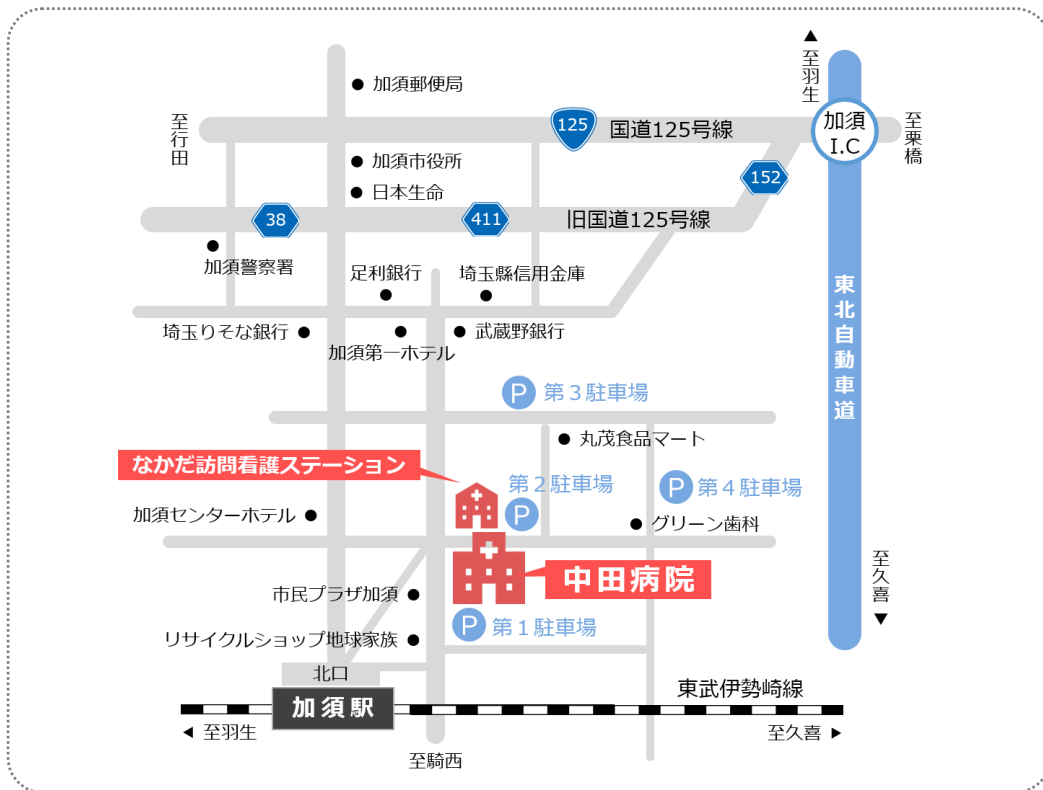 至羽生
加須郵便局
至行田
125
国道125号線
加須
I.C
至栗橋
加須市役所
日本生命
152
38
411
旧国道125号線
加須警察署
足利銀行
埼玉縣信用金庫
東北自動車道
埼玉りそな銀行
加須第一ホテル
武蔵野銀行
P 第3駐車場
丸茂食品マート
なかだ訪問看護ステーション
第2駐車場
P
P 第4駐車場
加須センターホテル
グリーン歯科
中田病院
至久喜
市民プラザ加須
P 第1駐車場
リサイクルショップ地球家族
北口
加須駅
東武伊勢崎線
至羽生
至久喜
至騎西